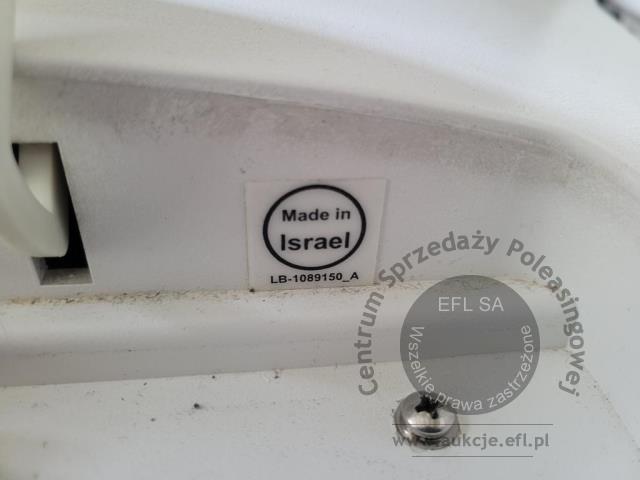 Made in
Israel
LB-1089150_A
Centrum Sprzedaży Poleasingowej
EFL SA
Wszelkie prawa zastrzeżone
www.aukcje.efl.pl